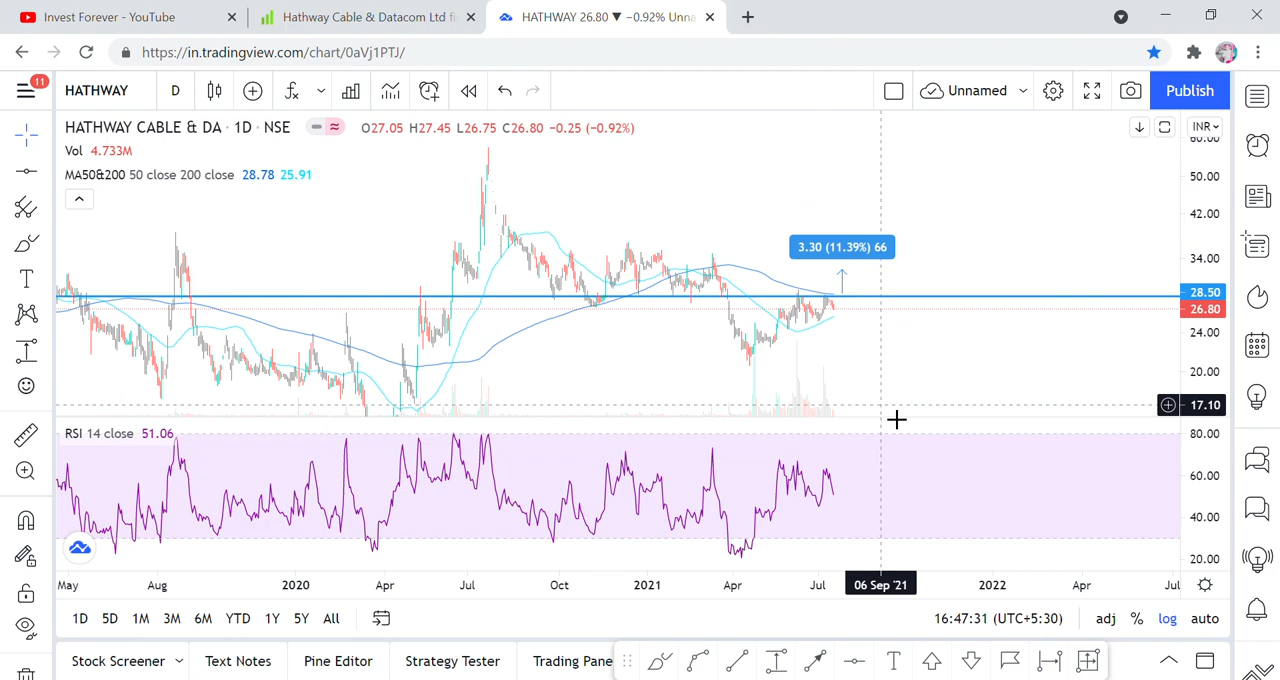 Invest Forever - YouTube
Hathway Cable & Datacom Ltd fi
HATHWAY 26.80 ▼ −0.92% Unna
https://in.tradingview.com/chart/0aVj1PTJ/
11
HATHWAY
D
Unnamed
Publish
HATHWAY CABLE & DA · 1D · NSE
O27.05 H27.45 L26.75 C26.80 −0.25 (−0.92%)
INR
Vol 4.733M
MA50&200 50 close 200 close 28.78 25.91
60.00
50.00
42.00
34.00
3.30 (11.39%) 66
28.50
26.80
24.00
20.00
17.10
RSI 14 close 51.06
80.00
60.00
40.00
20.00
May Aug 2020 Apr Jul Oct 2021 Apr Jul 06 Sep '21 2022 Apr Jul
1D 5D 1M 3M 6M YTD 1Y 5Y All
16:47:31 (UTC+5:30) adj % log auto
Stock Screener Text Notes Pine Editor Strategy Tester Trading Pane